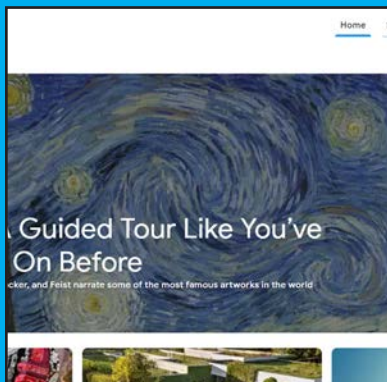 Home
Guided Tour Like You've
On Before
and Feist narrate some of the most famous artworks in the world